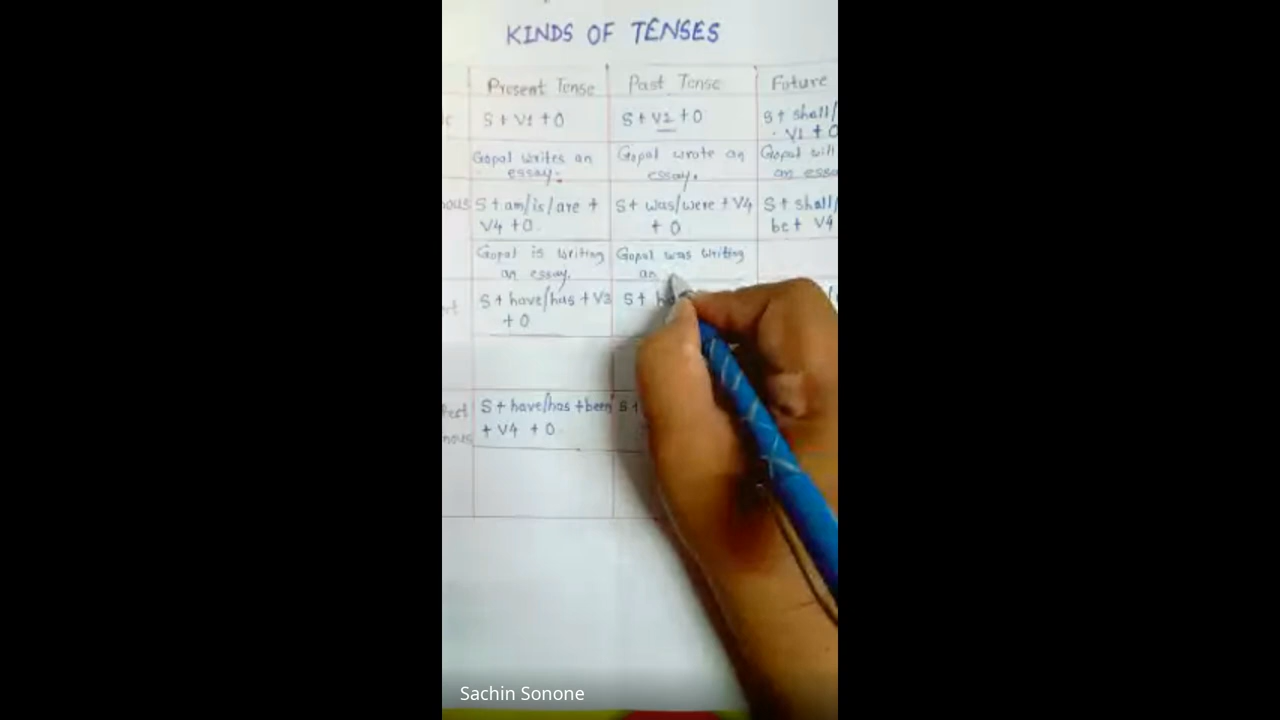 KINDS OF TENSES
Present Tense Past Tense Future
S + V1 + O S + V2 + O S + shall/
V1 + O
Gopal writes an Gopal wrote an Gopal will
essay. essay. an essa
ous S + am/is/are + S + was/were + V4 S + shall/
V4 + O. + O be + V4
Gopal is writing Gopal was writing
an essay. an
S + have/has + V3 S +
+ O
S + have/has + been S +
+ V4 + O
Sachin Sonone